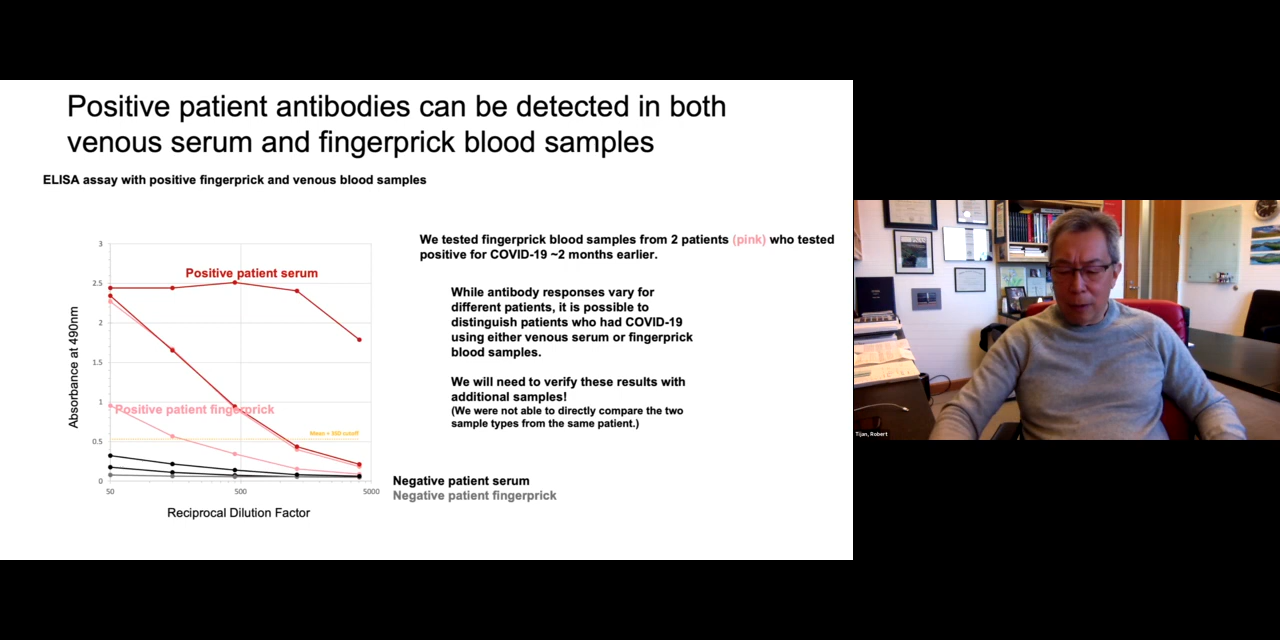 Positive patient antibodies can be detected in both
venous serum and fingerprick blood samples
ELISA assay with positive fingerprick and venous blood samples
Absorbance at 490nm
3
2.5
2
1.5
1
0.5
0
50
500
5000
Positive patient serum
Positive patient fingerprick
Mean + 3SD cutoff
Reciprocal Dilution Factor
Negative patient serum
Negative patient fingerprick
We tested fingerprick blood samples from 2 patients (pink) who tested
positive for COVID-19 ~2 months earlier.
While antibody responses vary for
different patients, it is possible to
distinguish patients who had COVID-19
using either venous serum or fingerprick
blood samples.
We will need to verify these results with
additional samples!
(We were not able to directly compare the two
sample types from the same patient.)
Tjian, Robert